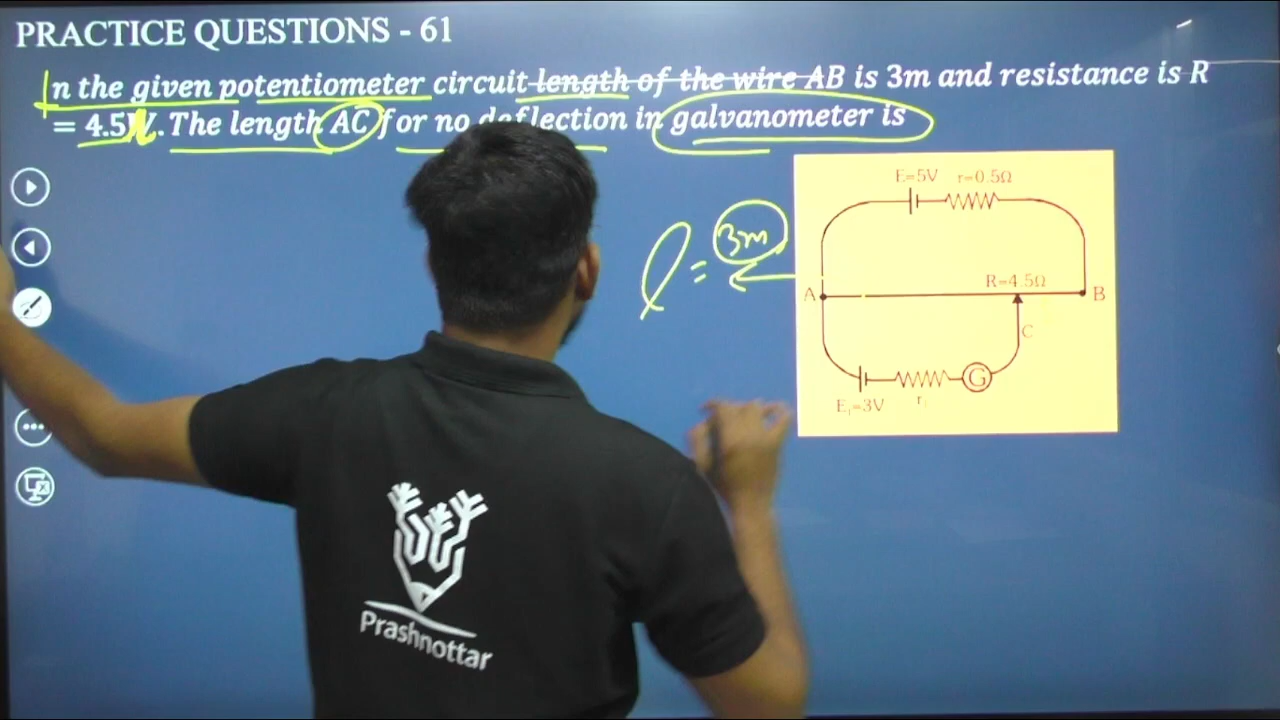 PRACTICE QUESTIONS - 61
In the given potentiometer circuit length of the wire AB is 3m and resistance is R
= 4.5Ω. The length AC for no deflection in galvanometer is
E=5V r=0.5Ω
l = 3m
R=4.5Ω
A B
C
G
E₁=3V r₁
Prashnottar